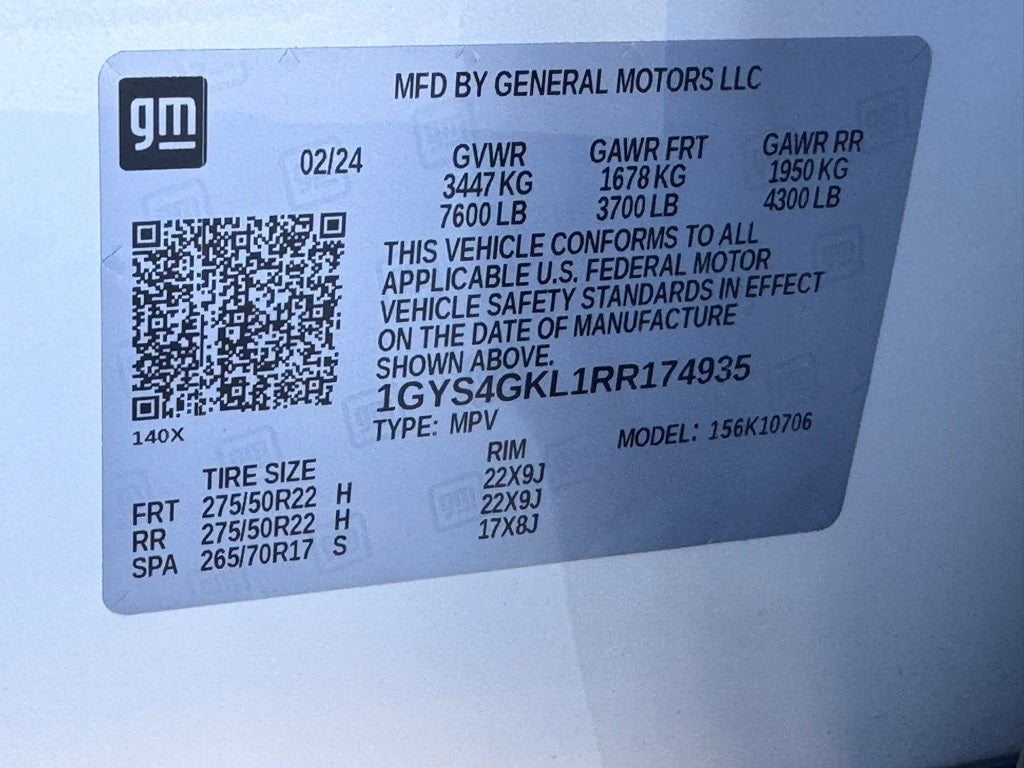 gm
MFD BY GENERAL MOTORS LLC
02/24 GVWR GAWR FRT GAWR RR
3447 KG 1678 KG 1950 KG
7600 LB 3700 LB 4300 LB
THIS VEHICLE CONFORMS TO ALL
APPLICABLE U.S. FEDERAL MOTOR
VEHICLE SAFETY STANDARDS IN EFFECT
ON THE DATE OF MANUFACTURE
SHOWN ABOVE.
1GYS4GKL1RR174935
140X
TYPE: MPV MODEL: 156K10706
TIRE SIZE RIM
FRT 275/50R22 H 22X9J
RR 275/50R22 H 22X9J
SPA 265/70R17 S 17X8J